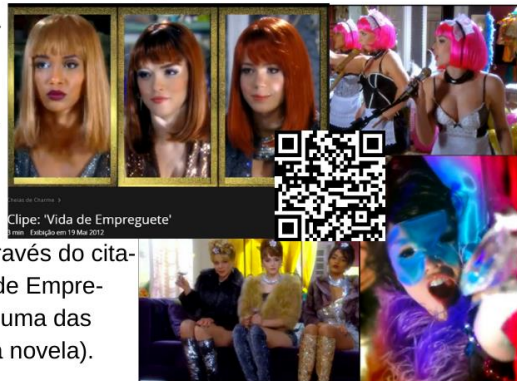 Cheias de Charme >
Clipe: 'Vida de Empreguete'
3 min Exibição em 19 Mai 2012
ravés do cita-
de Empre-
uma das
a novela).